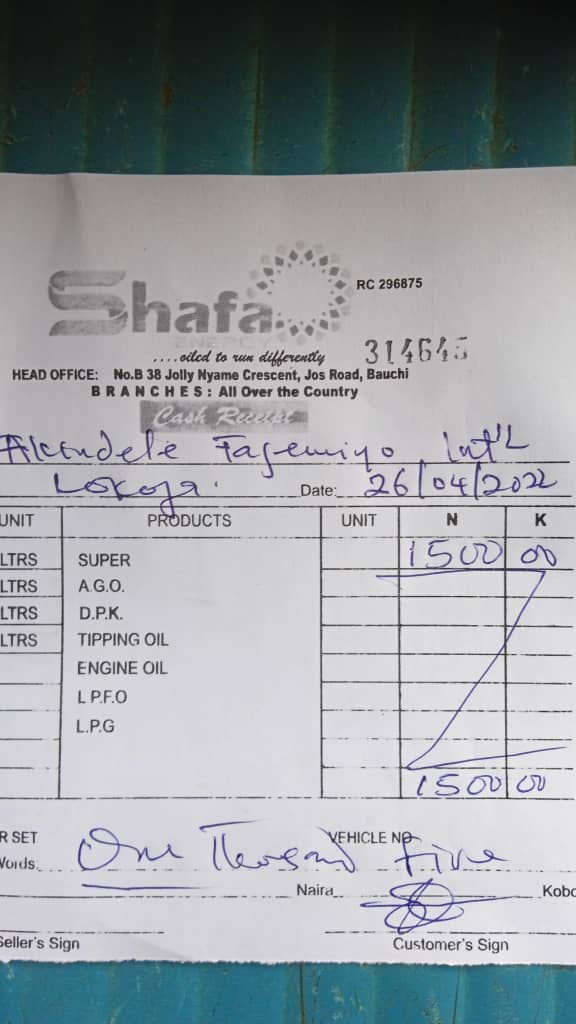 Shafa
ENERGY
RC 296875
....oiled to run differently
314645
HEAD OFFICE: No.B 38 Jolly Nyame Crescent, Jos Road, Bauchi
BRANCHES: All Over the Country
Cash Receipt
Int'L
Lokoja. Date: 26/04/2022
UNIT PRODUCTS UNIT N K
LTRS SUPER 1500 00
LTRS A.G.O.
LTRS D.P.K.
LTRS TIPPING OIL
ENGINE OIL
L P.F.O
L.P.G
1500 00
R SET VEHICLE NO
Words. One Thousand Five
Naira Kobo
Seller's Sign Customer's Sign